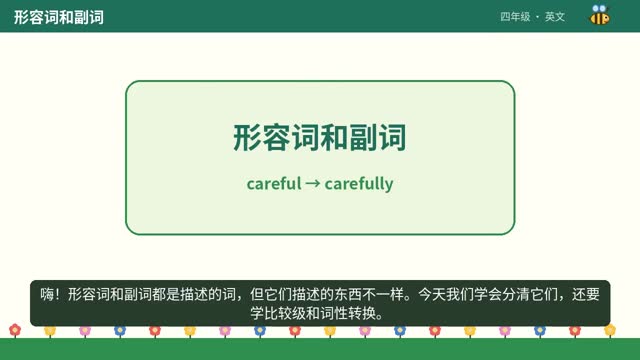 形容词和副词
四年级 · 英文
形容词和副词
careful → carefully
嗨！形容词和副词都是描述的词，但它们描述的东西不一样。今天我们学会分清它们，还要
学比较级和词性转换。